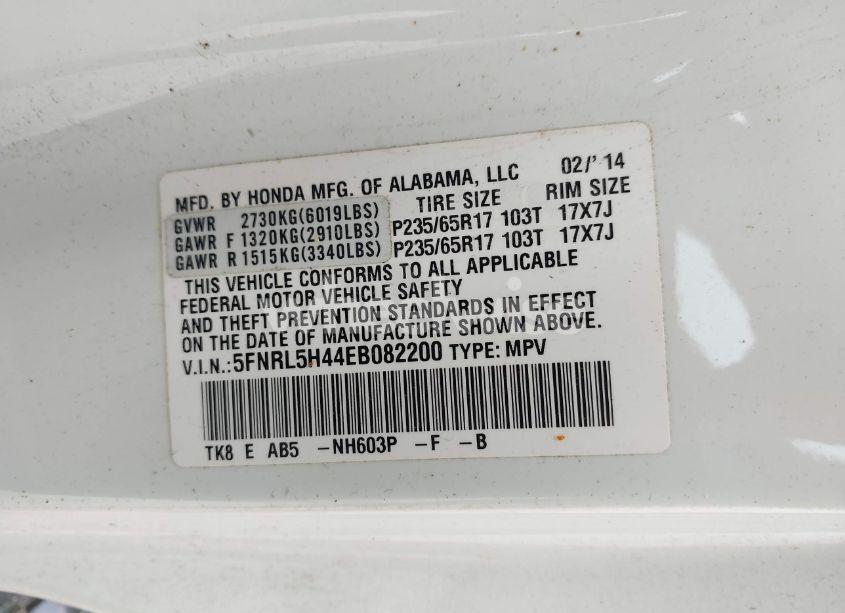 MFD. BY HONDA MFG. OF ALABAMA, LLC 02/'14
GVWR 2730KG(6019LBS) TIRE SIZE RIM SIZE
GAWR F 1320KG(2910LBS) P235/65R17 103T 17X7J
GAWR R 1515KG(3340LBS) P235/65R17 103T 17X7J
THIS VEHICLE CONFORMS TO ALL APPLICABLE
FEDERAL MOTOR VEHICLE SAFETY
AND THEFT PREVENTION STANDARDS IN EFFECT
ON THE DATE OF MANUFACTURE SHOWN ABOVE.
V.I.N.:5FNRL5H44EB082200 TYPE: MPV
TK8 E AB5 -NH603P -F -B